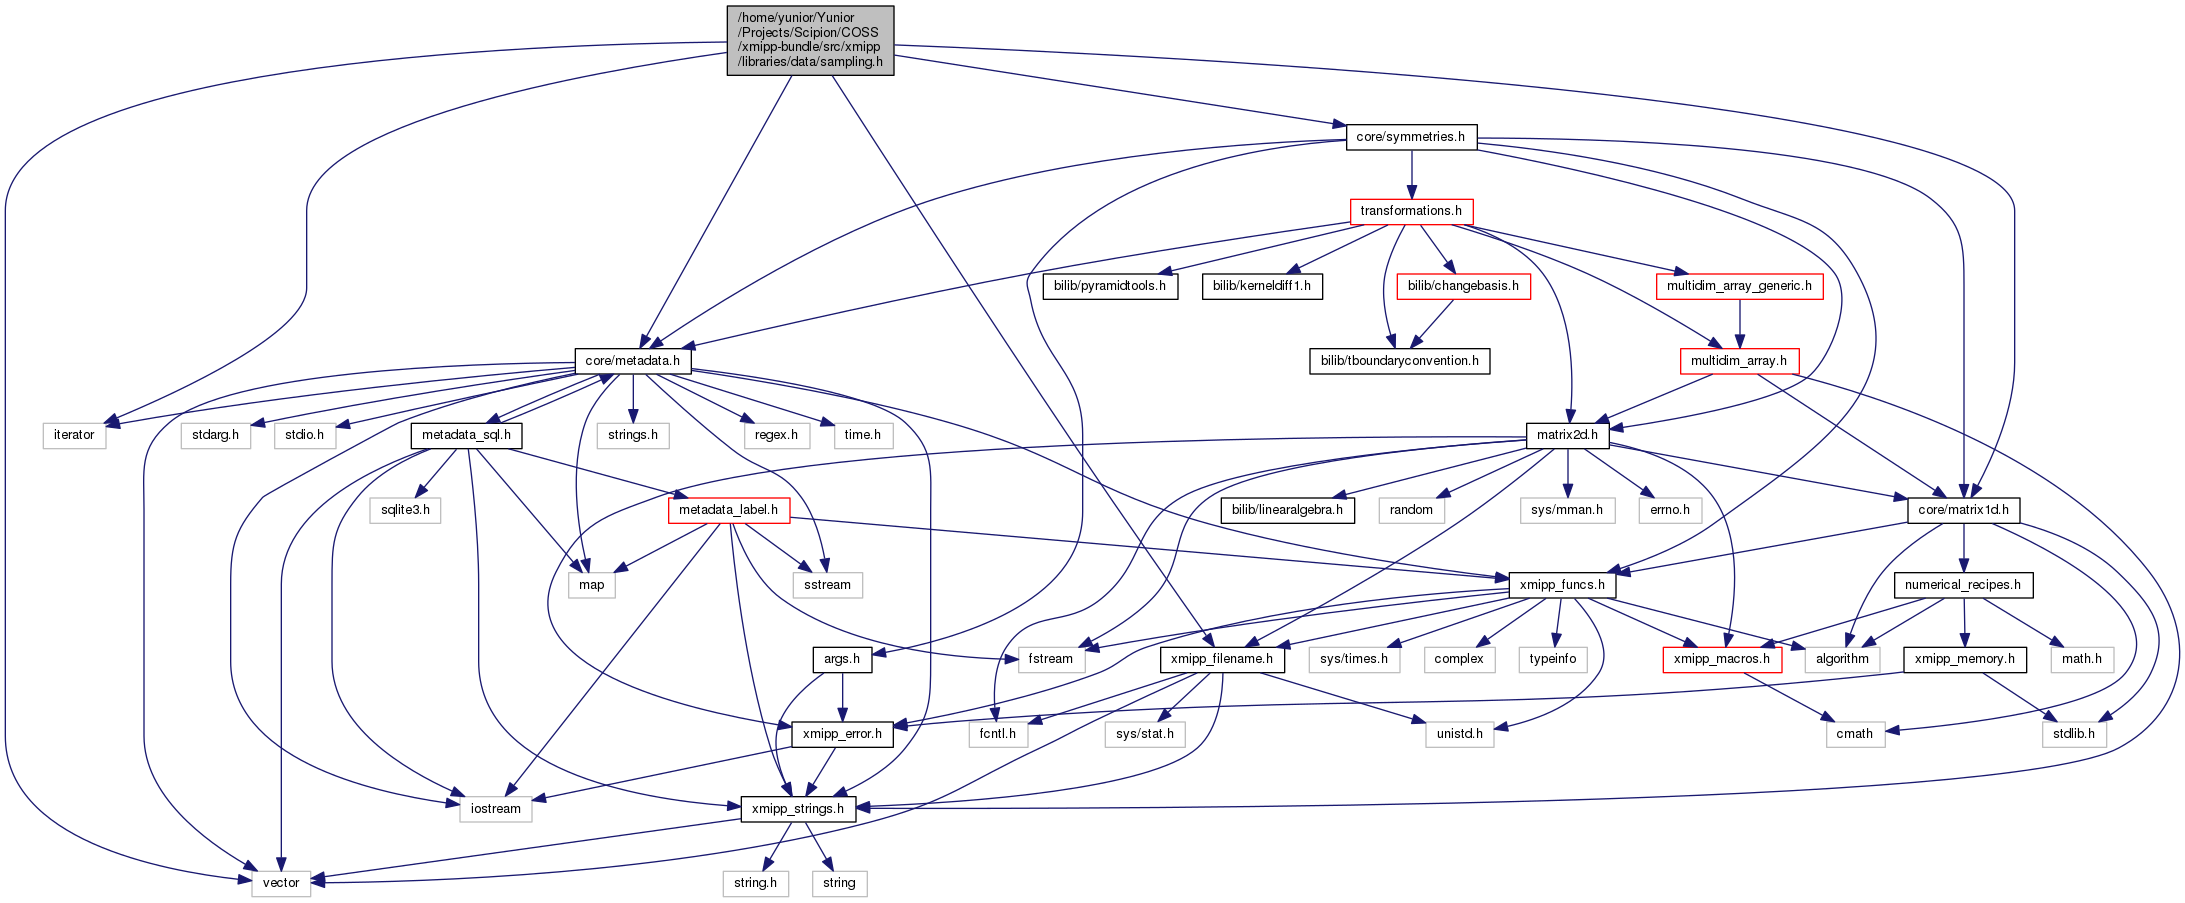 /home/yunior/Yunior
/Projects/Scipion/COSS
/xmipp-bundle/src/xmipp
/libraries/data/sampling.h
core/symmetries.h
transformations.h
bilib/pyramidtools.h
bilib/kerneldiff1.h
bilib/changebasis.h
multidim_array_generic.h
core/metadata.h
bilib/tboundaryconvention.h
multidim_array.h
iterator
stdarg.h
stdio.h
metadata_sql.h
strings.h
regex.h
time.h
matrix2d.h
sqlite3.h
metadata_label.h
bilib/linearalgebra.h
random
sys/mman.h
errno.h
core/matrix1d.h
map
sstream
xmipp_funcs.h
numerical_recipes.h
args.h
fstream
xmipp_filename.h
sys/times.h
complex
typeinfo
xmipp_macros.h
algorithm
xmipp_memory.h
math.h
xmipp_error.h
fcntl.h
sys/stat.h
unistd.h
cmath
stdlib.h
iostream
xmipp_strings.h
vector
string.h
string